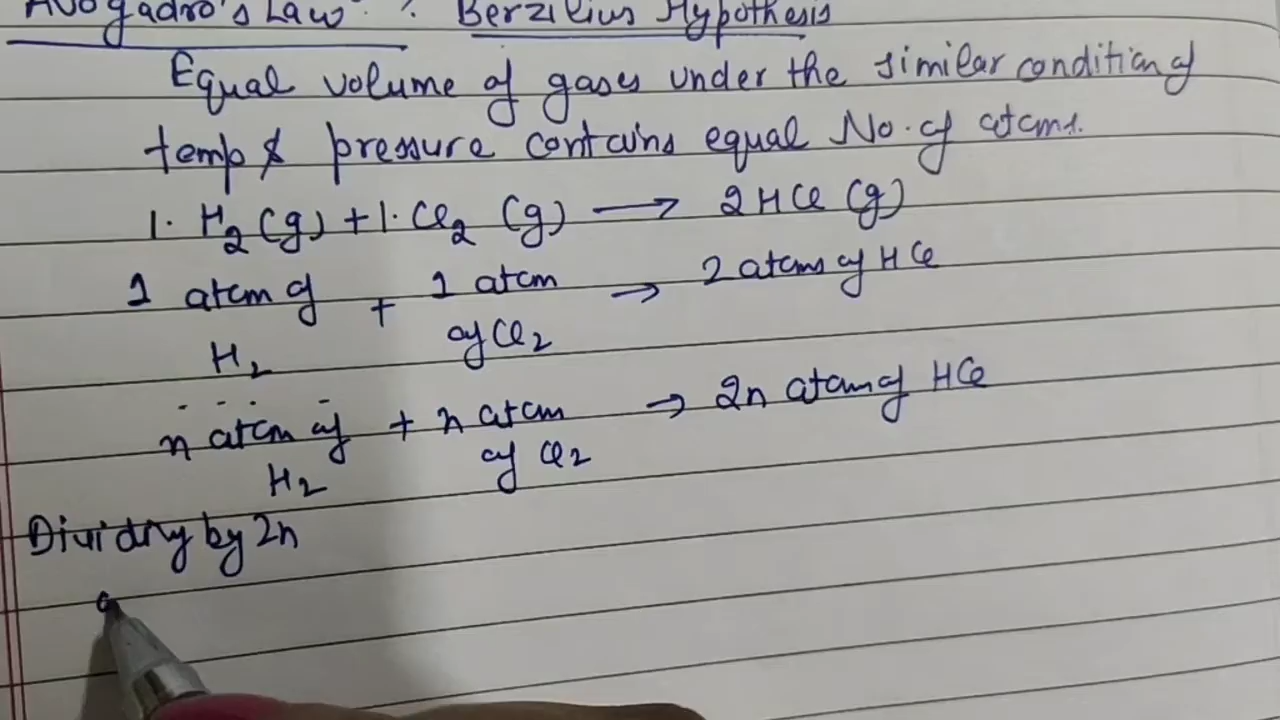 Avogadro's Law : Berzilius Hypothesis
Equal volume of gases under the similar condition of
temp & pressure contains equal No. of atoms.
1. H₂(g) + 1. Cl₂ (g) → 2HCl (g)
1 atom of + 1 atom → 2 atoms of HCl
H₂ of Cl₂
n atom of + n atom → 2n atom of HCl
H₂ of Cl₂
Dividing by 2n